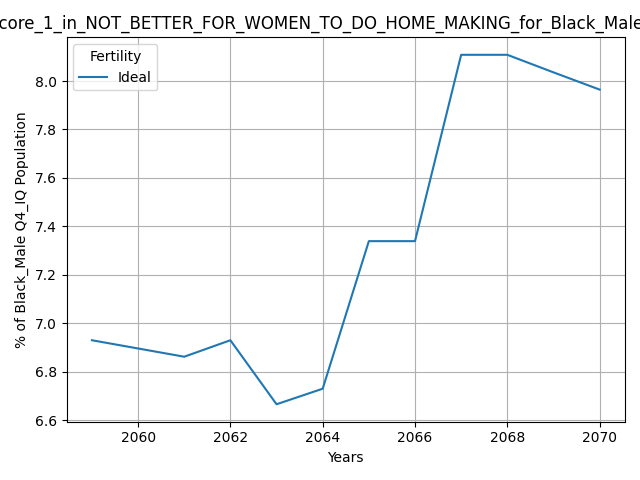 core_1_in_NOT_BETTER_FOR_WOMEN_TO_DO_HOME_MAKING_for_Black_Male
Fertility
Ideal
% of Black_Male Q4_IQ Population
8.0
7.8
7.6
7.4
7.2
7.0
6.8
6.6
2060 2062 2064 2066 2068 2070
Years